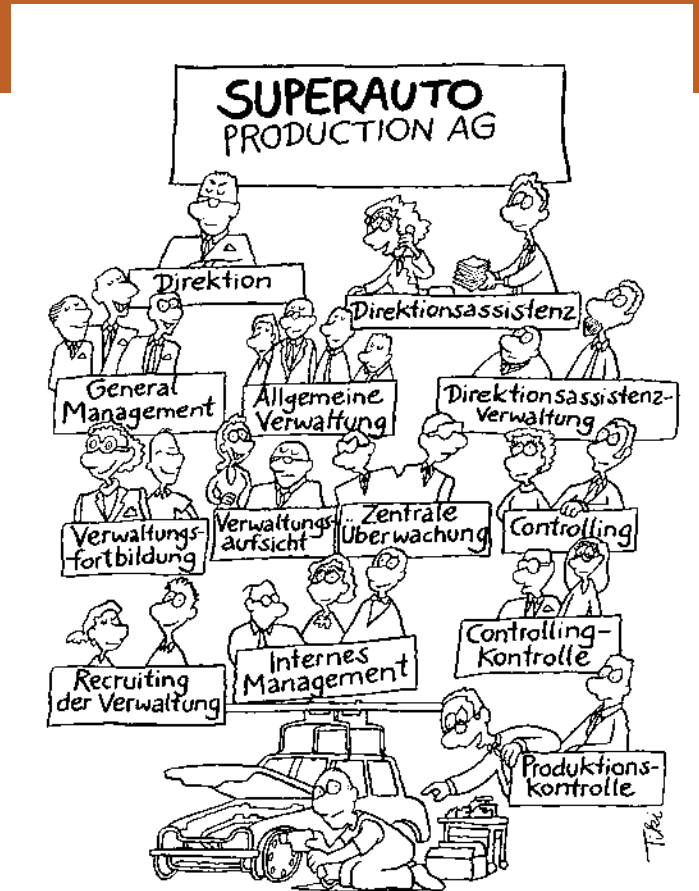 SUPERAUTO
PRODUCTION AG
Direktion
Direktionsassistenz
General
Management
Allgemeine
Verwaltung
Direktionsassistenz-
Verwaltung
Verwaltungs-
fortbildung
Verwaltungs-
aufsicht
Zentrale
Überwachung
Controlling
Recruiting
der Verwaltung
Internes
Management
Controlling-
Kontrolle
Produktions-
kontrolle
Tiki